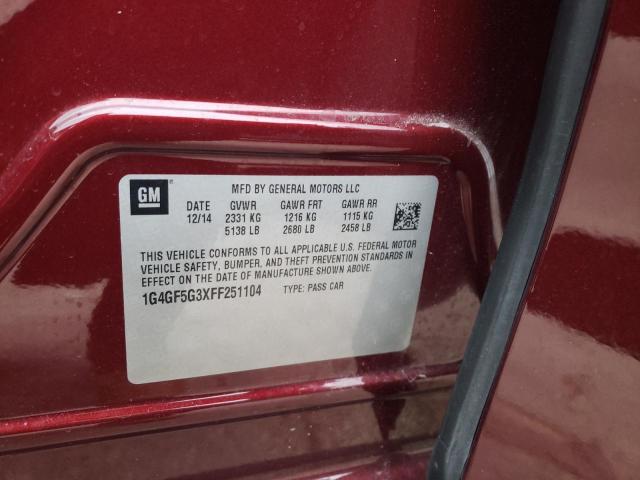 GM
MFD BY GENERAL MOTORS LLC
DATE GVWR GAWR FRT GAWR RR
12/14 2331 KG 1216 KG 1115 KG
5138 LB 2680 LB 2458 LB
THIS VEHICLE CONFORMS TO ALL APPLICABLE U.S. FEDERAL MOTOR
VEHICLE SAFETY, BUMPER, AND THEFT PREVENTION STANDARDS IN
EFFECT ON THE DATE OF MANUFACTURE SHOWN ABOVE.
1G4GF5G3XFF251104 TYPE: PASS CAR